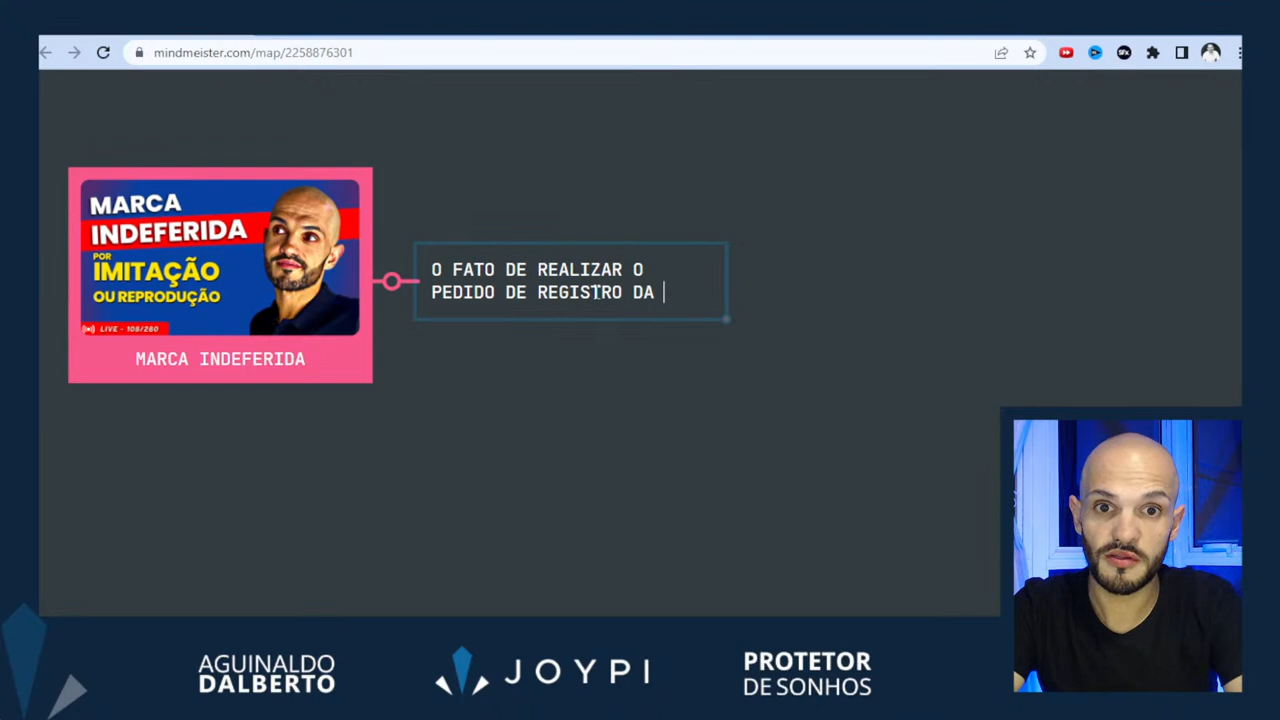 mindmeister.com/map/2258876301
MARCA
INDEFERIDA
POR
IMITAÇÃO
OU REPRODUÇÃO
LIVE - 108/280
MARCA INDEFERIDA
O FATO DE REALIZAR O
PEDIDO DE REGISTRO DA
AGUINALDO
DALBERTO
JOYPI
PROTETOR
DE SONHOS